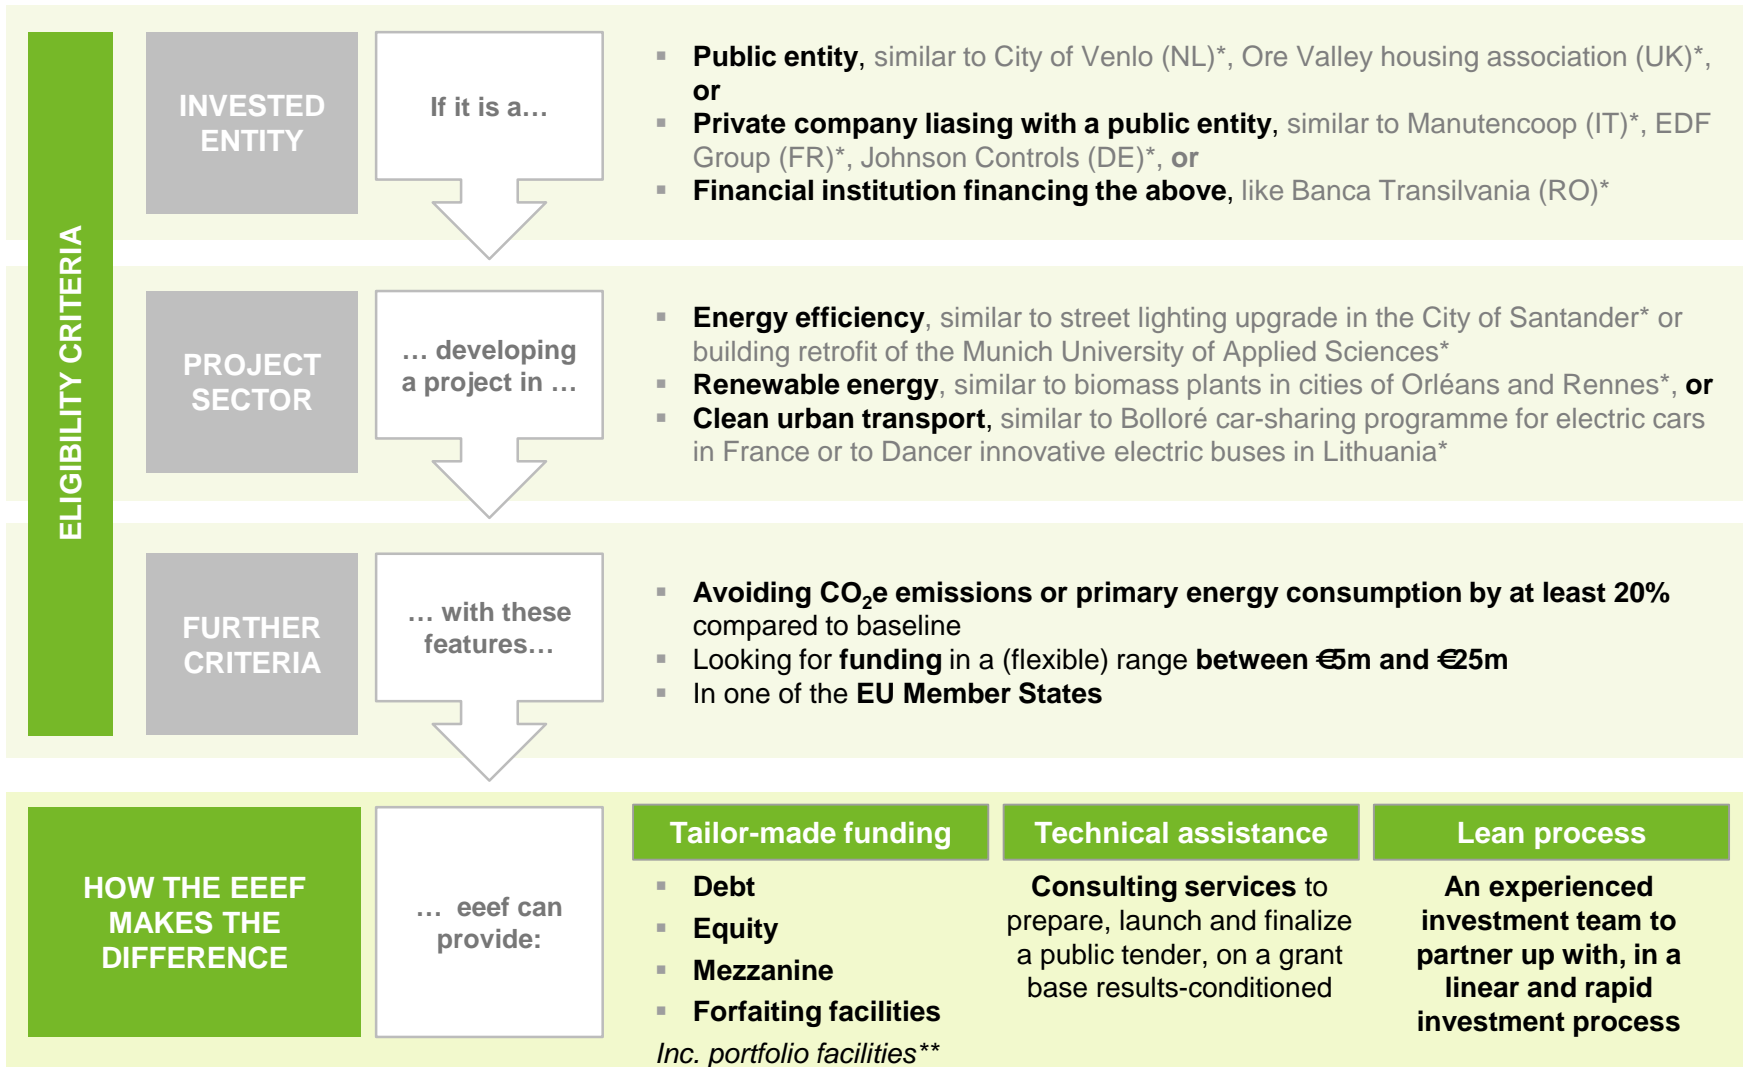 ELIGIBILITY CRITERIA
INVESTED
ENTITY
If it is a…
▪ Public entity, similar to City of Venlo (NL)*, Ore Valley housing association (UK)*,
or
▪ Private company liasing with a public entity, similar to Manutencoop (IT)*, EDF
Group (FR)*, Johnson Controls (DE)*, or
▪ Financial institution financing the above, like Banca Transilvania (RO)*
PROJECT
SECTOR
… developing
a project in …
▪ Energy efficiency, similar to street lighting upgrade in the City of Santander* or
building retrofit of the Munich University of Applied Sciences*
▪ Renewable energy, similar to biomass plants in cities of Orléans and Rennes*, or
▪ Clean urban transport, similar to Bolloré car-sharing programme for electric cars
in France or to Dancer innovative electric buses in Lithuania*
FURTHER
CRITERIA
… with these
features…
▪ Avoiding CO₂e emissions or primary energy consumption by at least 20%
compared to baseline
▪ Looking for funding in a (flexible) range between €5m and €25m
▪ In one of the EU Member States
HOW THE EEEF
MAKES THE
DIFFERENCE
… eeef can
provide:
Tailor-made funding
▪ Debt
▪ Equity
▪ Mezzanine
▪ Forfaiting facilities
Inc. portfolio facilities**
Technical assistance
Consulting services to
prepare, launch and finalize
a public tender, on a grant
base results-conditioned
Lean process
An experienced
investment team to
partner up with, in a
linear and rapid
investment process